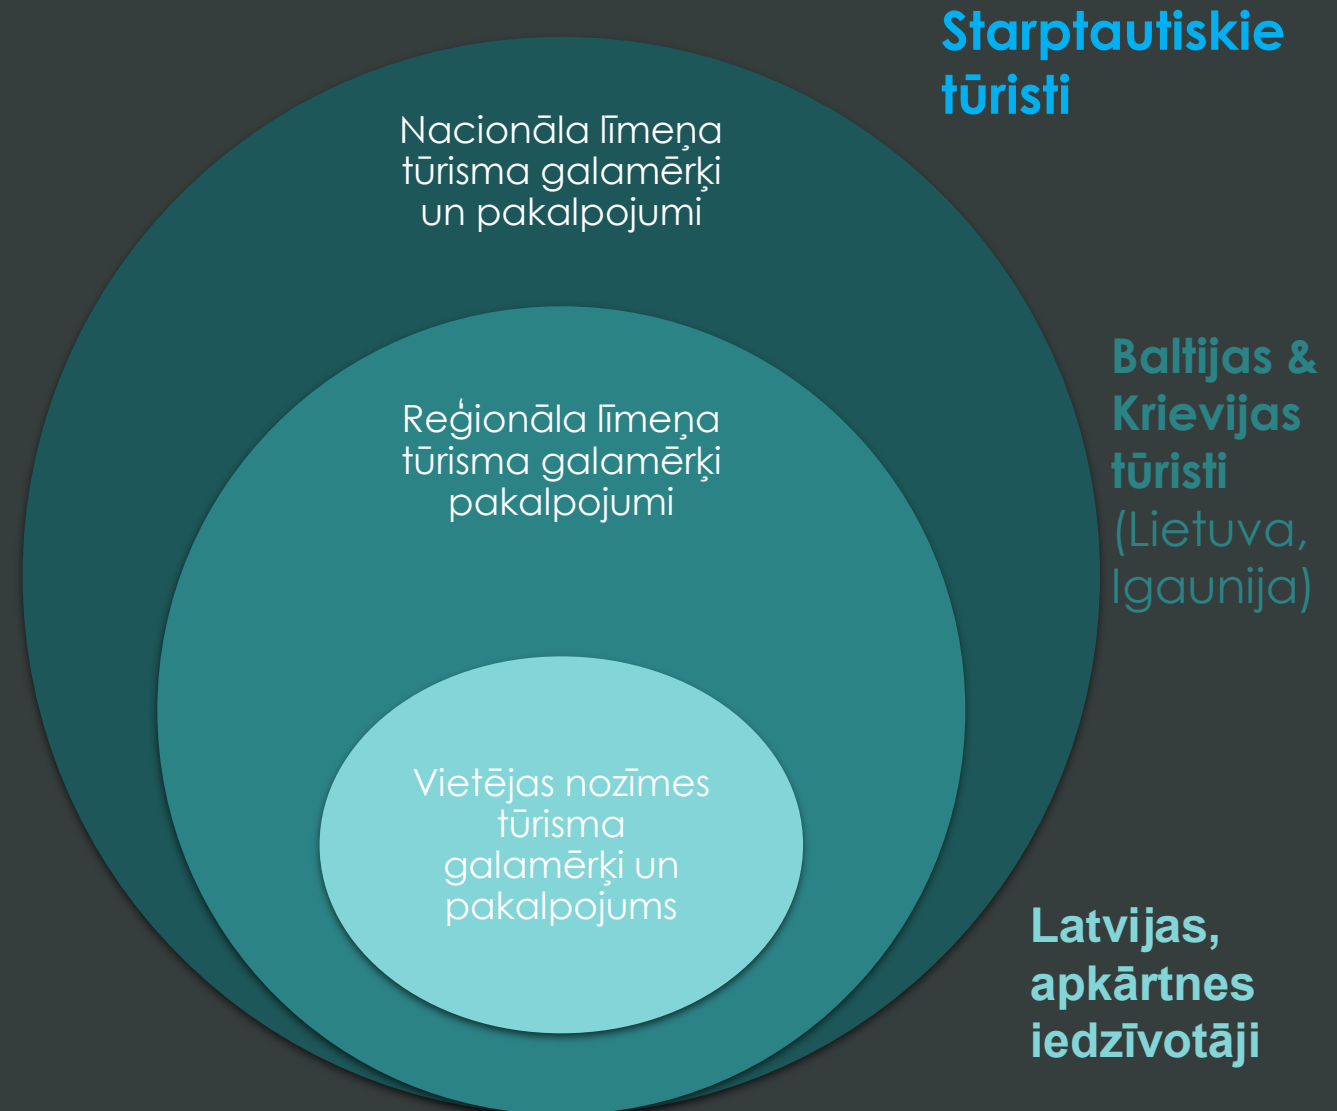 Starptautiskie
tūristi
Nacionāla līmeņa
tūrisma galamērķi
un pakalpojumi
Baltijas &
Krievijas
tūristi
(Lietuva,
Igaunija)
Reģionāla līmeņa
tūrisma galamērķi
pakalpojumi
Vietējas nozīmes
tūrisma
galamērķi un
pakalpojums
Latvijas,
apkārtnes
iedzīvotāji